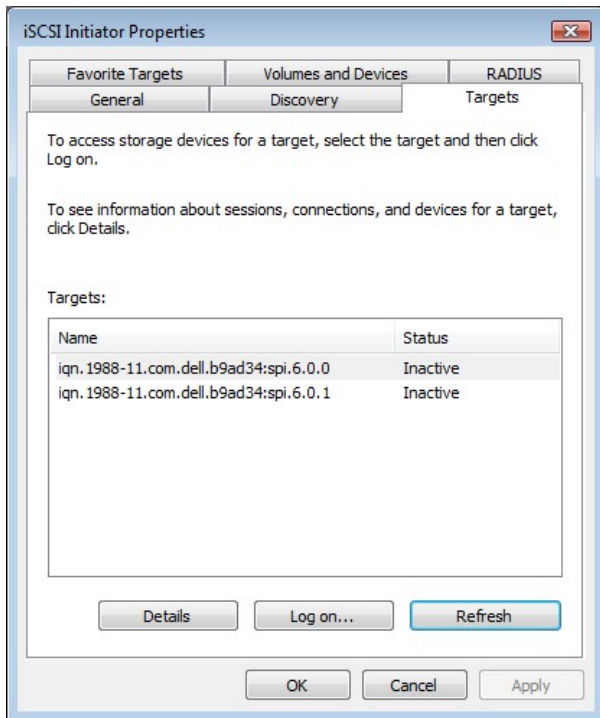 iSCSI Initiator Properties
Favorite Targets Volumes and Devices RADIUS
General Discovery Targets
To access storage devices for a target, select the target and then click
Log on.
To see information about sessions, connections, and devices for a target,
click Details.
Targets:
Name Status
iqn.1988-11.com.dell.b9ad34:spi.6.0.0 Inactive
iqn.1988-11.com.dell.b9ad34:spi.6.0.1 Inactive
Details Log on... Refresh
OK Cancel Apply